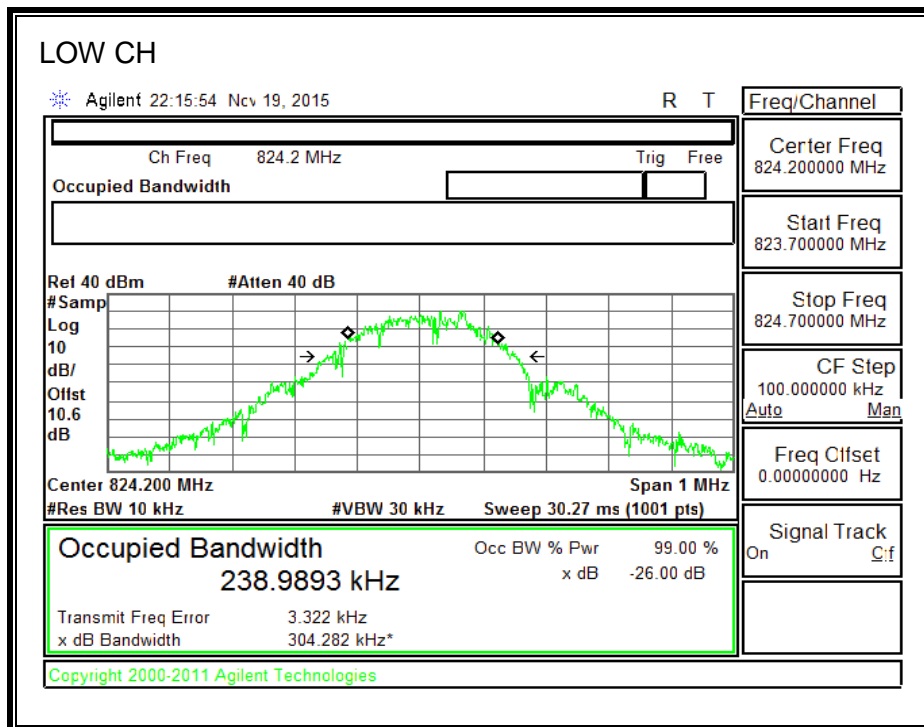 LOW CH
Agilent 22:15:54 Nov 19, 2015 R T
Freq/Channel
Ch Freq 824.2 MHz Trig Free
Occupied Bandwidth
Center Freq
824.200000 MHz
Start Freq
823.700000 MHz
Stop Freq
824.700000 MHz
CF Step
100.000000 kHz
Auto Man
Freq Offset
0.00000000 Hz
Signal Track
On Off
Ref 40 dBm #Atten 40 dB
#Samp
Log
10
dB/
Offst
10.6
dB
Center 824.200 MHz Span 1 MHz
#Res BW 10 kHz #VBW 30 kHz Sweep 30.27 ms (1001 pts)
Occupied Bandwidth Occ BW % Pwr 99.00 %
238.9893 kHz x dB -26.00 dB
Transmit Freq Error 3.322 kHz
x dB Bandwidth 304.282 kHz*
Copyright 2000-2011 Agilent Technologies